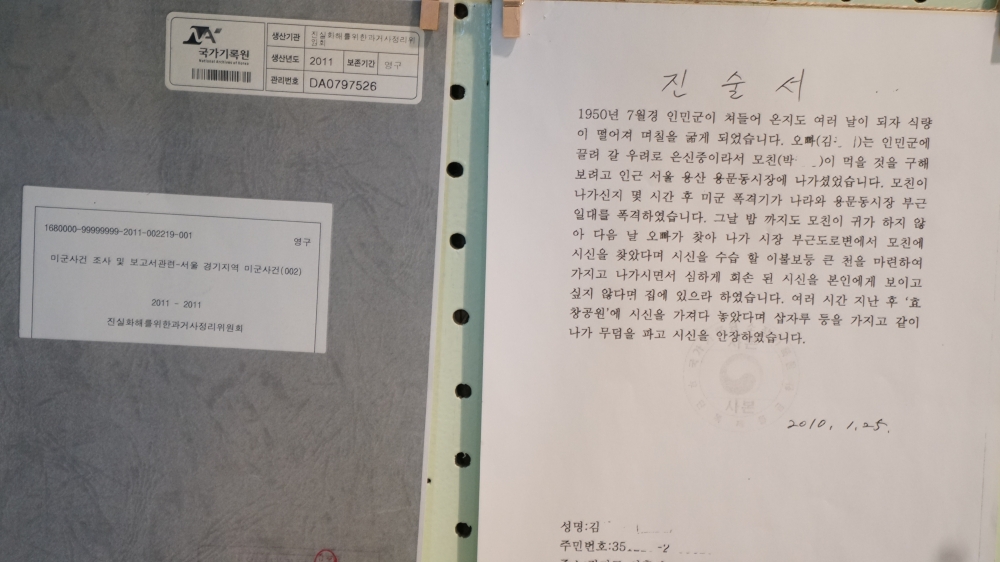 국가기록원
National Archives of Korea
생산기관 진실화해를위한과거사정리위원회
생산년도 2011 보존기간 영구
관리번호 DA0797526
1680000-99999999-2011-002219-001
영구
미군사건 조사 및 보고서관련-서울 경기지역 미군사건(002)
2011 - 2011
진실화해를위한과거사정리위원회
진 술 서
1950년 7월경 인민군이 쳐들어 온지도 여러 날이 되자 식량
이 떨어져 며칠을 굶게 되었습니다. 오빠(김 )는 인민군에
끌려 갈 우려로 은신중이라서 모친(박 )이 먹을 것을 구해
보려고 인근 서울 용산 용문동시장에 나가셨었습니다. 모친이
나가신지 몇 시간 후 미군 폭격기가 나라와 용문동시장 부근
일대를 폭격하였습니다. 그날 밤 까지도 모친이 귀가 하지 않
아 다음 날 오빠가 찾아 나가 시장 부근도로변에서 모친에
시신을 찾았다며 시신을 수습 할 이불보등 큰 천을 마련하여
가지고 나가시면서 심하게 회손 된 시신을 본인에게 보이고
싶지 않다면 집에 있으라 하였습니다. 여러 시간 지난 후 '효
창공원'에 시신을 가져다 놓았다며 삽자루 등을 가지고 같이
나가 무덤을 파고 시신을 안장하였습니다.
사본
2010. 1. 25.
성명:김
주민번호:35 -2